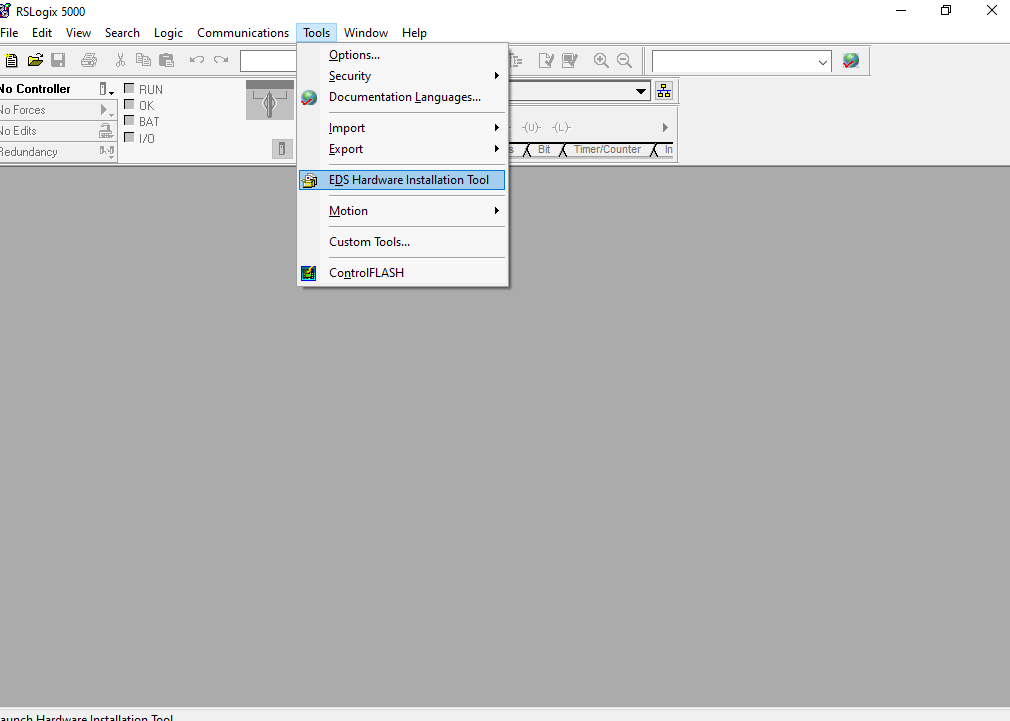 RSLogix 5000
File Edit View Search Logic Communications Tools Window Help
Options...
Security
Documentation Languages...
Import
Export
EDS Hardware Installation Tool
Motion
Custom Tools...
ControlFLASH
No Controller
No Forces
No Edits
Redundancy
RUN
OK
BAT
I/O
(U) (L)
s Bit Timer/Counter In
aunch Hardware Installation Tool